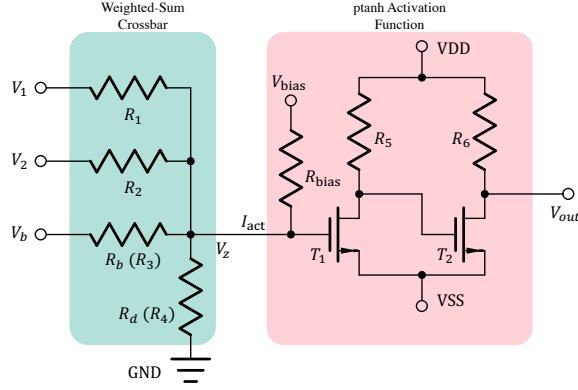 Weighted-Sum
Crossbar
ptanh Activation
Function
VDD
V_1
V_bias
R_1
R_5
R_6
V_2
R_2
R_bias
V_out
V_b
I_act
R_b (R_3)
V_z
T_1
T_2
R_d (R_4)
VSS
GND